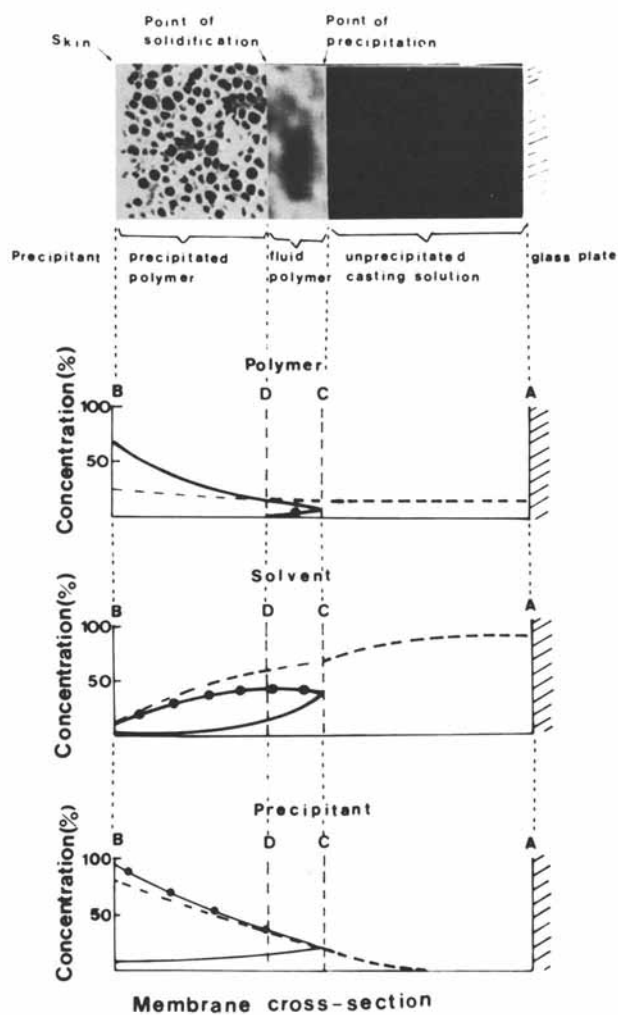 Skin
Point of
solidification
Point of
precipitation
Precipitant
precipitated
polymer
fluid
polymer
unprecipitated
casting solution
glass plate
Polymer
Concentration(%)
100
50
B
D
C
A
Solvent
Concentration(%)
100
50
B
D
C
A
Precipitant
Concentration(%)
100
50
B
D
C
A
Membrane cross-section